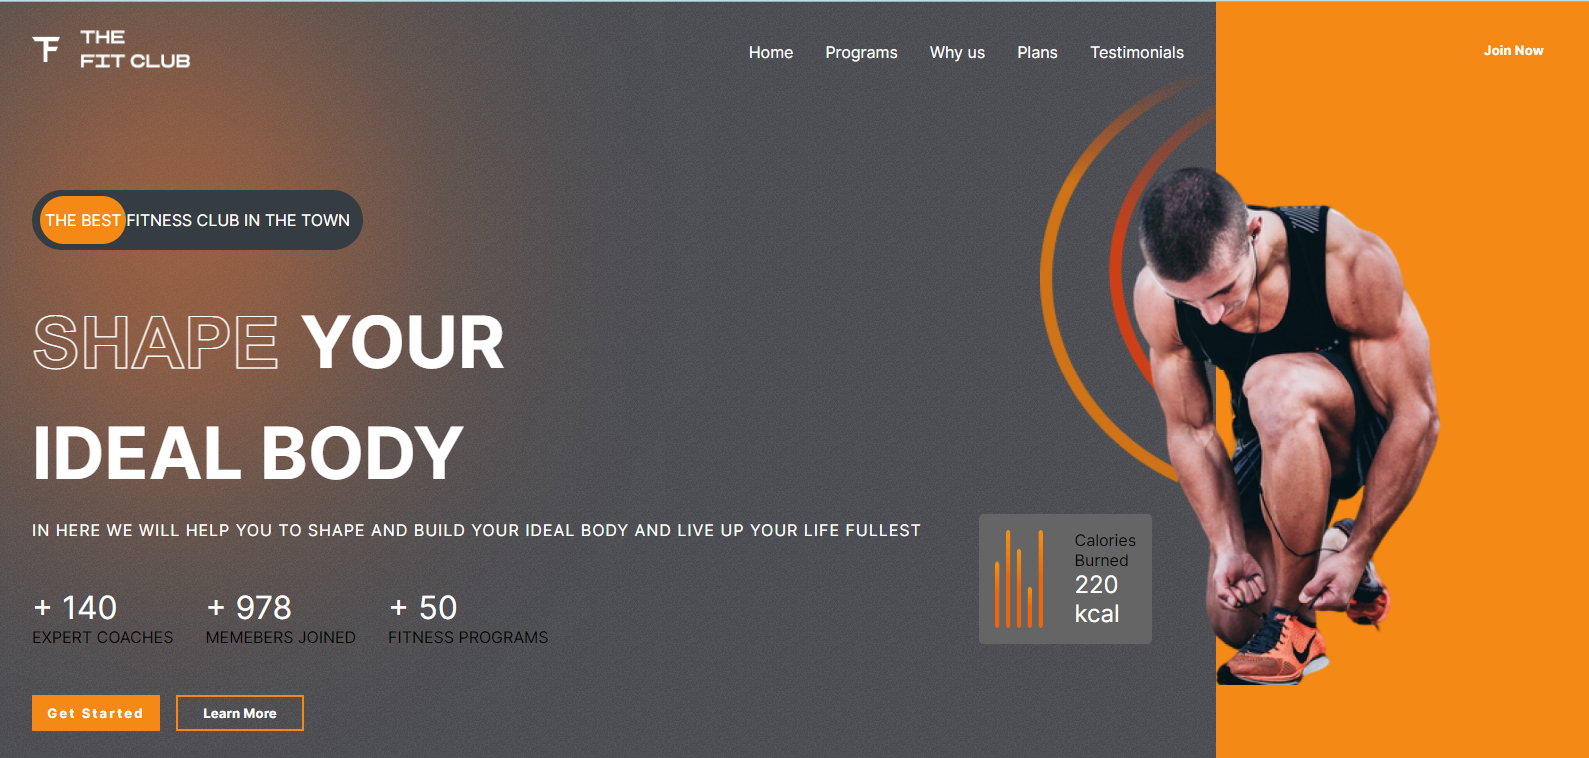 THE
FIT CLUB
Home Programs Why us Plans Testimonials
Join Now
THE BEST FITNESS CLUB IN THE TOWN
SHAPE YOUR
IDEAL BODY
IN HERE WE WILL HELP YOU TO SHAPE AND BUILD YOUR IDEAL BODY AND LIVE UP YOUR LIFE FULLEST
+ 140 + 978 + 50
EXPERT COACHES MEMEBERS JOINED FITNESS PROGRAMS
Calories
Burned
220
kcal
Get Started Learn More